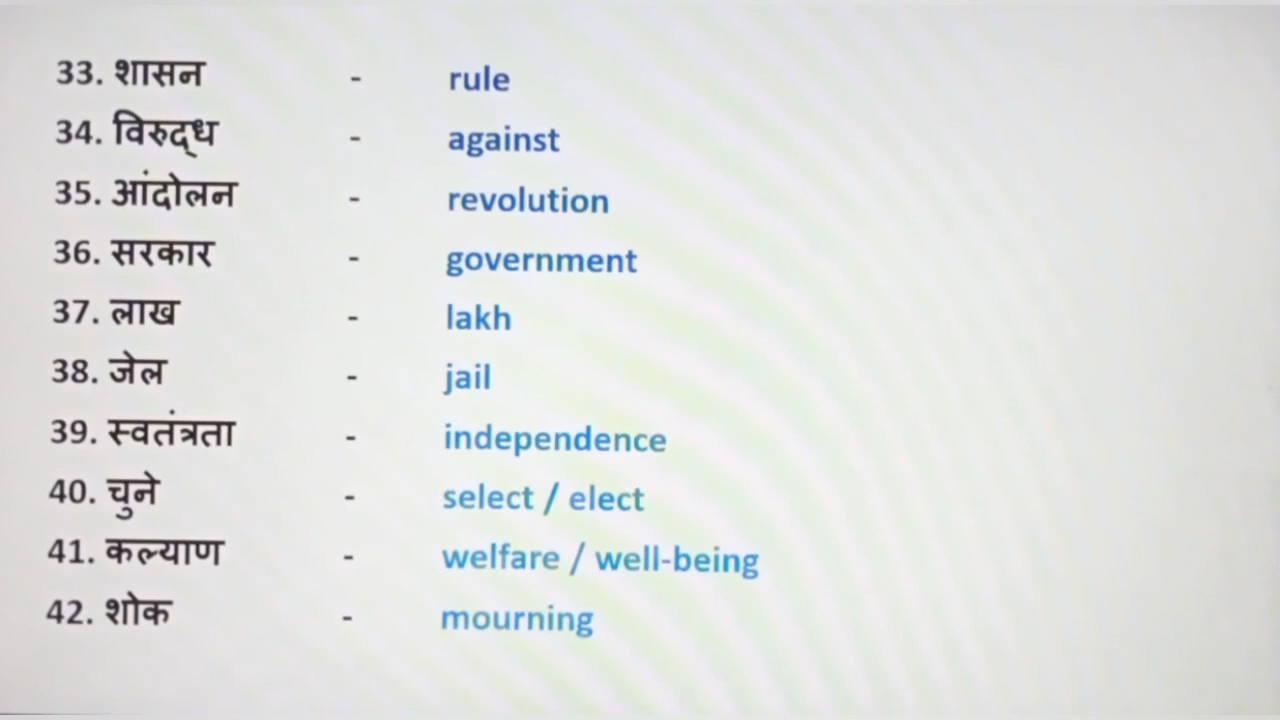 33. शासन - rule
34. विरुद्ध - against
35. आंदोलन - revolution
36. सरकार - government
37. लाख - lakh
38. जेल - jail
39. स्वतंत्रता - independence
40. चुने - select / elect
41. कल्याण - welfare / well-being
42. शोक - mourning